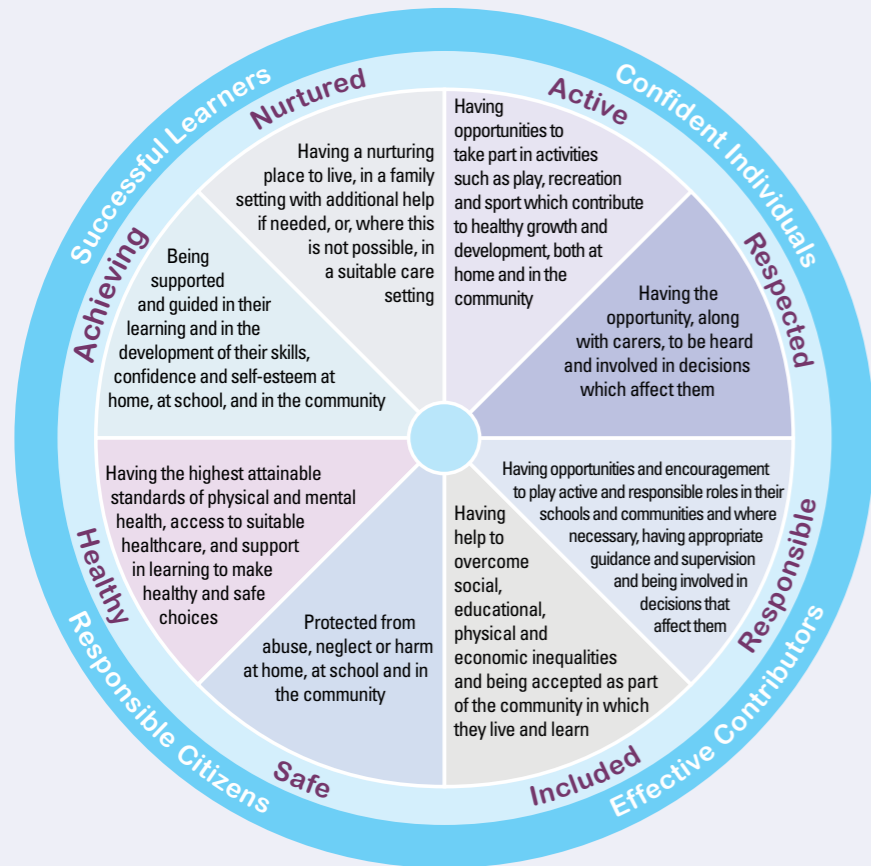 Successful Learners
Confident Individuals
Effective Contributors
Responsible Citizens
Nurtured
Having a nurturing
place to live, in a family
setting with additional help
if needed, or, where this
is not possible, in
a suitable care
setting
Active
Having
opportunities to
take part in activities
such as play, recreation
and sport which contribute
to healthy growth and
development, both at
home and in the
community
Respected
Having the
opportunity, along
with carers, to be heard
and involved in decisions
which affect them
Responsible
Having opportunities and encouragement
to play active and responsible roles in their
schools and communities and where
necessary, having appropriate
guidance and supervision
and being involved in
decisions that
affect them
Included
Having
help to
overcome
social,
educational,
physical and
economic inequalities
and being accepted as part
of the community in which
they live and learn
Safe
Protected from
abuse, neglect or harm
at home, at school and in
the community
Healthy
Having the highest attainable
standards of physical and mental
health, access to suitable
healthcare, and support
in learning to make
healthy and safe
choices
Achieving
Being
supported
and guided in their
learning and in the
development of their skills,
confidence and self-esteem at
home, at school, and in the community